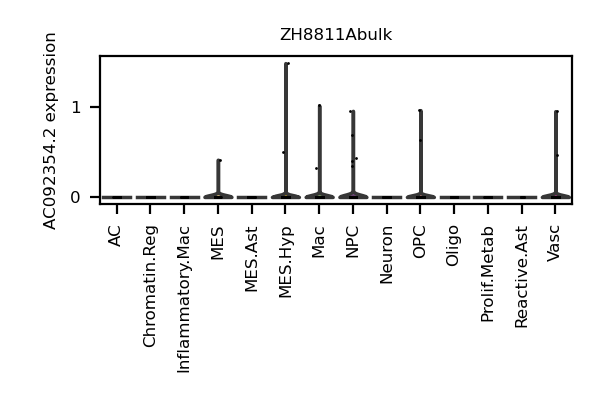 ZH8811Abulk
AC092354.2 expression
1
0
AC
Chromatin.Reg
Inflammatory.Mac
MES
MES.Ast
MES.Hyp
Mac
NPC
Neuron
OPC
Oligo
Prolif.Metab
Reactive.Ast
Vasc